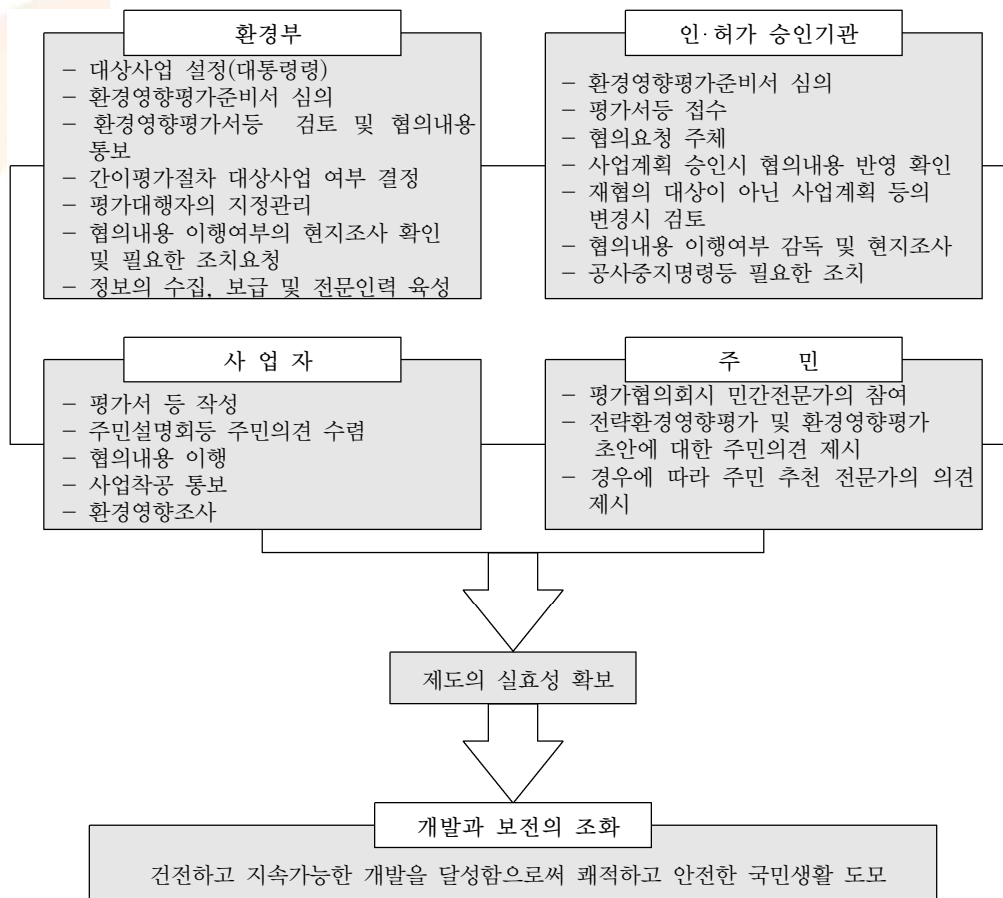 환경부
- 대상사업 설정(대통령령)
- 환경영향평가준비서 심의
- 환경영향평가서등 검토 및 협의내용
통보
- 간이평가절차 대상사업 여부 결정
- 평가대행자의 지정관리
- 협의내용 이행여부의 현지조사 확인
및 필요한 조치요청
- 정보의 수집, 보급 및 전문인력 육성
인·허가 승인기관
- 환경영향평가준비서 심의
- 평가서등 접수
- 협의요청 주체
- 사업계획 승인시 협의내용 반영 확인
- 재협의 대상이 아닌 사업계획 등의
변경시 검토
- 협의내용 이행여부 감독 및 현지조사
- 공사중지명령등 필요한 조치
사 업 자
- 평가서 등 작성
- 주민설명회등 주민의견 수렴
- 협의내용 이행
- 사업착공 통보
- 환경영향조사
주 민
- 평가협의회시 민간전문가의 참여
- 전략환경영향평가 및 환경영향평가
초안에 대한 주민의견 제시
- 경우에 따라 주민 추천 전문가의 의견
제시
제도의 실효성 확보
개발과 보전의 조화
건전하고 지속가능한 개발을 달성함으로써 쾌적하고 안전한 국민생활 도모